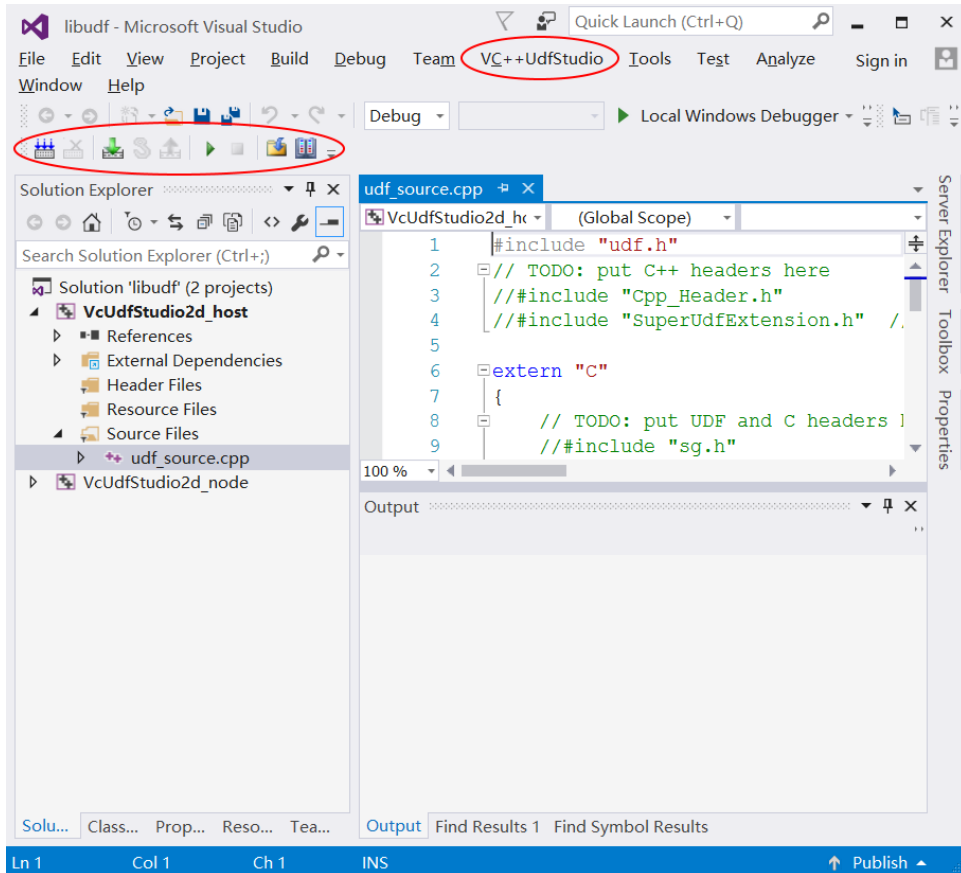 libudf - Microsoft Visual Studio
Quick Launch (Ctrl+Q)
File Edit View Project Build Debug Team VC++UdfStudio Tools Test Analyze Sign in
Window Help
Debug
Local Windows Debugger
Solution Explorer
udf_source.cpp
VcUdfStudio2d_hc
(Global Scope)
Search Solution Explorer (Ctrl+;)
Solution 'libudf' (2 projects)
VcUdfStudio2d_host
References
External Dependencies
Header Files
Resource Files
Source Files
udf_source.cpp
VcUdfStudio2d_node
1 #include "udf.h"
2 // TODO: put C++ headers here
3 //#include "Cpp_Header.h"
4 //#include "SuperUdfExtension.h" /
5
6 extern "C"
7 {
8 // TODO: put UDF and C headers
9 //#include "sg.h"
100 %
Output
Server Explorer
Toolbox
Properties
Solu... Class... Prop... Reso... Tea...
Output Find Results 1 Find Symbol Results
Ln 1 Col 1 Ch 1 INS Publish